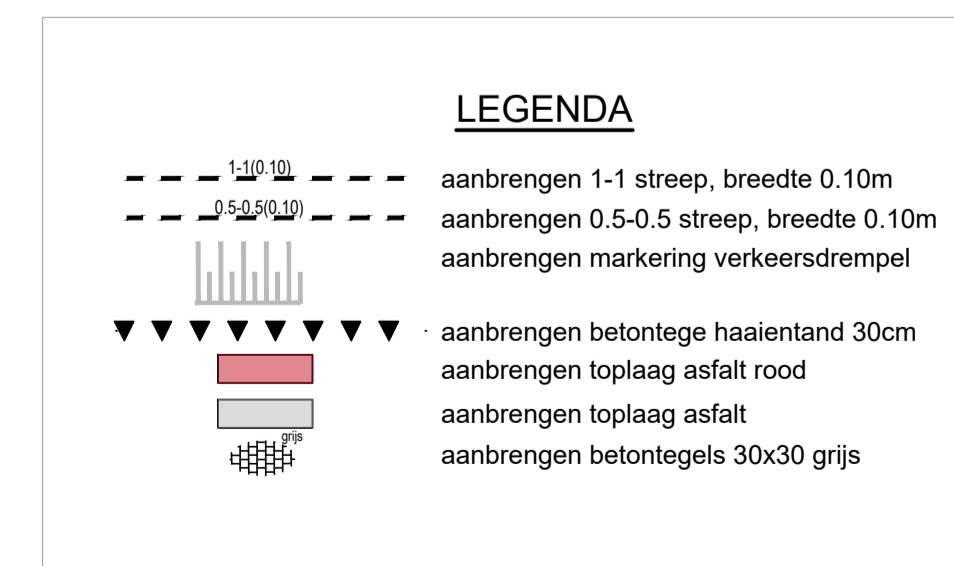 LEGENDA
1-1(0.10) aanbrengen 1-1 streep, breedte 0.10m
0.5-0.5(0.10) aanbrengen 0.5-0.5 streep, breedte 0.10m
aanbrengen markering verkeersdrempel
aanbrengen betontege haaientand 30cm
aanbrengen toplaag asfalt rood
aanbrengen toplaag asfalt
grijs
aanbrengen betontegels 30x30 grijs